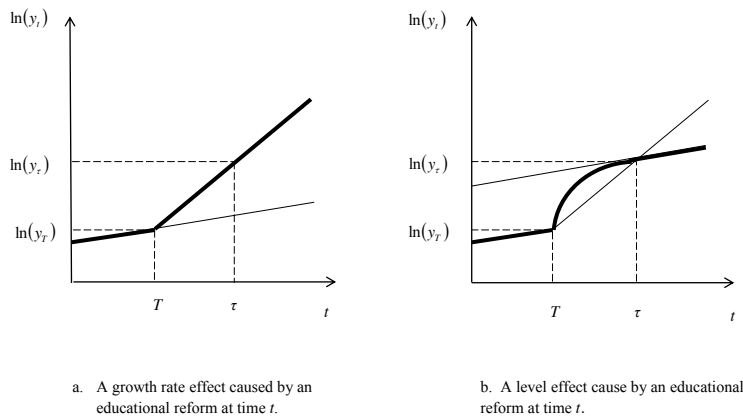 ln(y_t)
ln(y_τ)
ln(y_T)
T
τ
t
a. A growth rate effect caused by an
educational reform at time t.
ln(y_t)
ln(y_τ)
ln(y_T)
T
τ
t
b. A level effect cause by an educational
reform at time t.